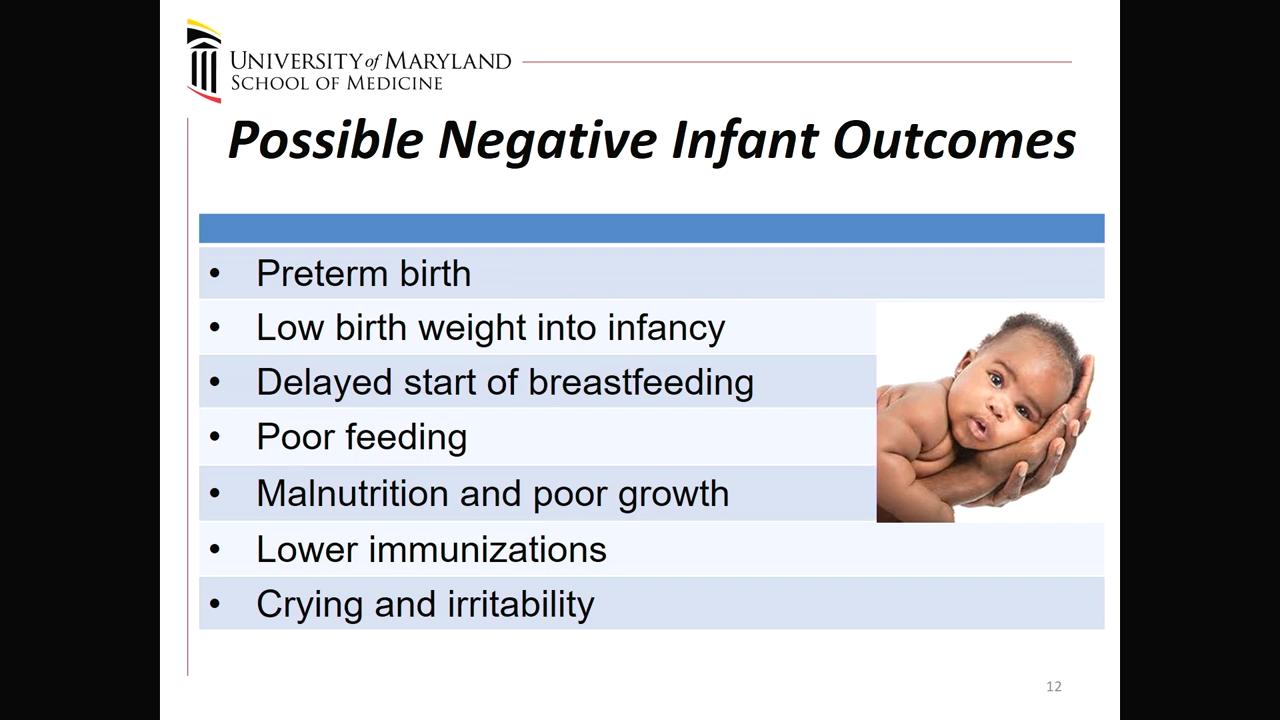 UNIVERSITY of MARYLAND
SCHOOL OF MEDICINE
Possible Negative Infant Outcomes
• Preterm birth
• Low birth weight into infancy
• Delayed start of breastfeeding
• Poor feeding
• Malnutrition and poor growth
• Lower immunizations
• Crying and irritability
12